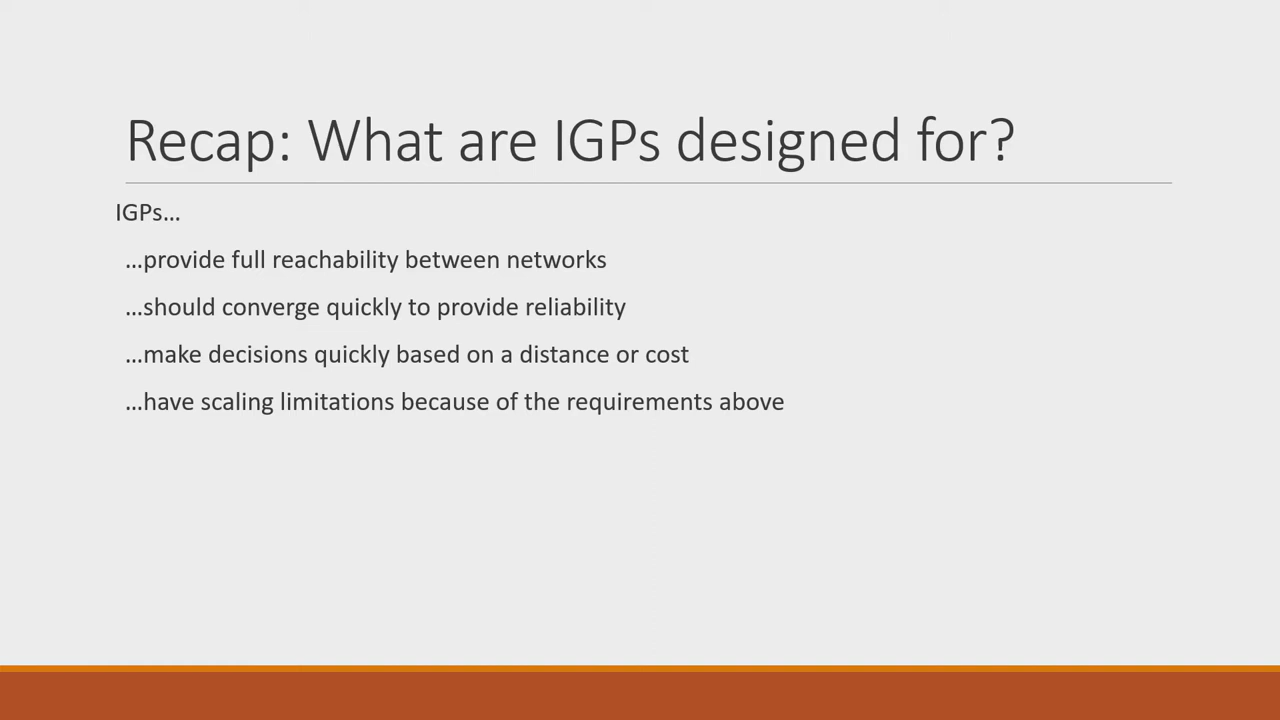 Recap: What are IGPs designed for?
IGPs…
…provide full reachability between networks
…should converge quickly to provide reliability
…make decisions quickly based on a distance or cost
…have scaling limitations because of the requirements above